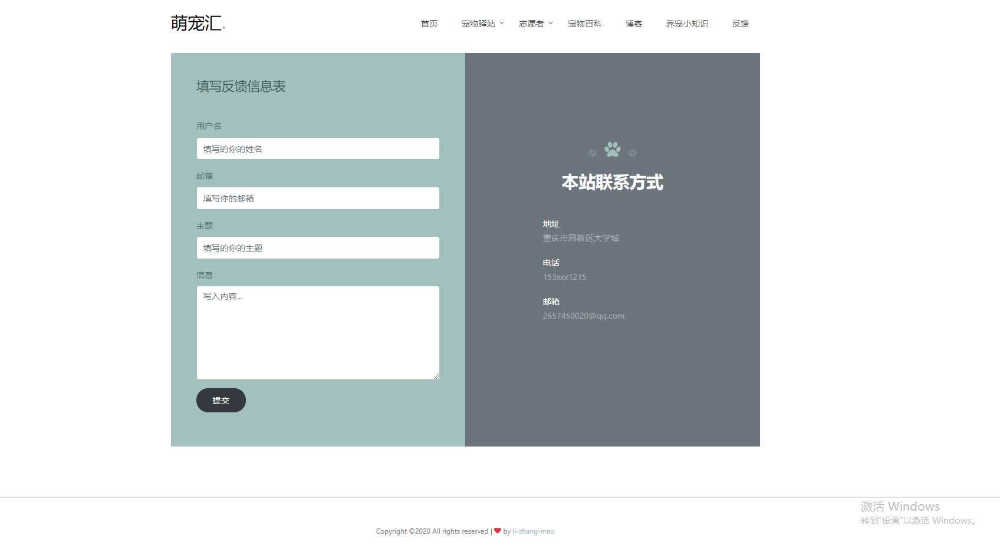 萌宠汇.
首页 宠物驿站 志愿者 宠物百科 博客 养宠小知识 反馈
填写反馈信息表
用户名
填写的你的姓名
邮箱
填写你的邮箱
主题
填写的你的主题
信息
写入内容...
提交
本站联系方式
地址
重庆市高新区大学城
电话
153xxx1215
邮箱
2657450020@qq.com
激活 Windows
转到"设置"以激活 Windows。
Copyright ©2020 All rights reserved | ❤ by li-zhang-mao